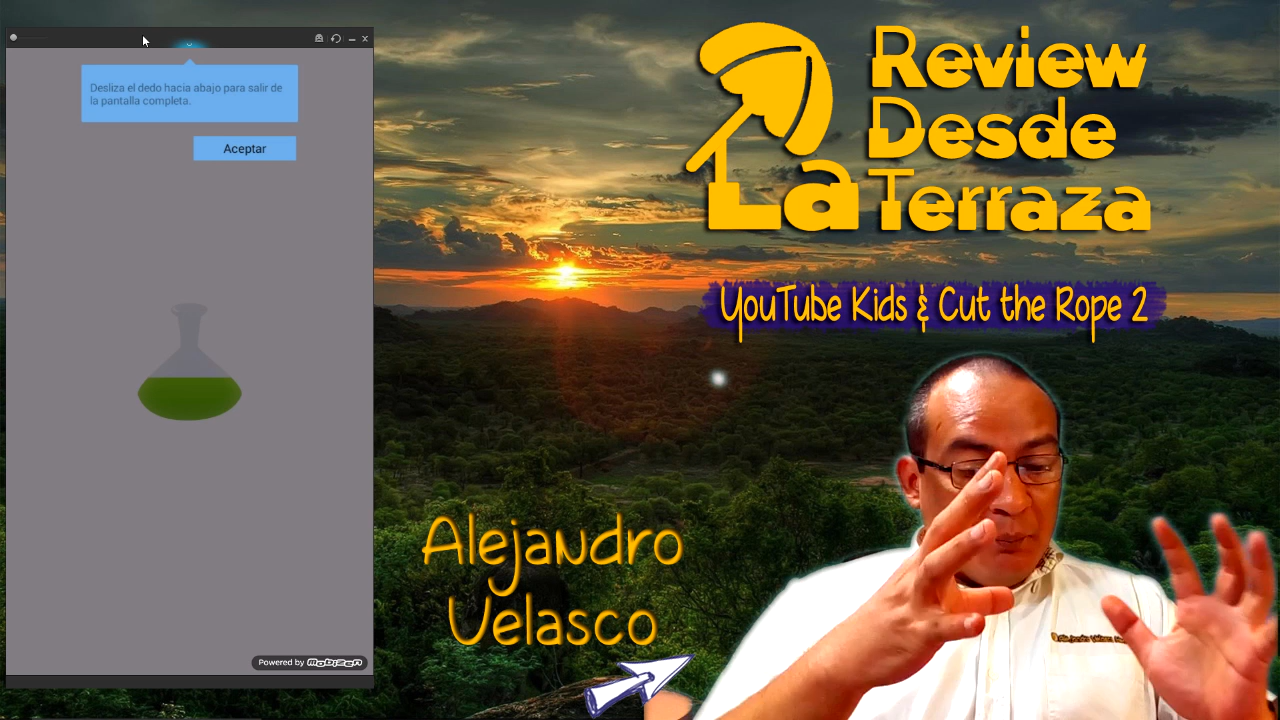 Desliza el dedo hacia abajo para salir de
la pantalla completa.
Aceptar
Powered by mobizen
Review
Desde
La Terraza
YouTube Kids & Cut the Rope 2
Alejandro
Velasco